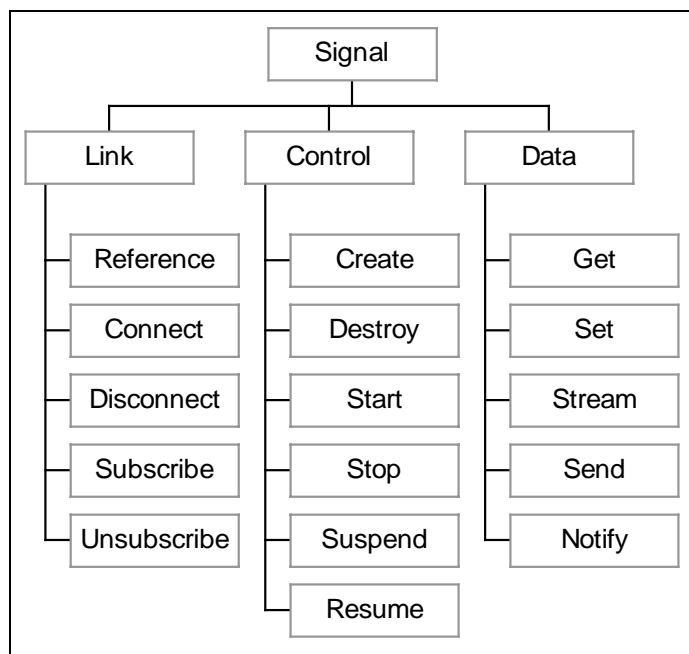 Signal
Link
Control
Data
Reference
Connect
Disconnect
Subscribe
Unsubscribe
Create
Destroy
Start
Stop
Suspend
Resume
Get
Set
Stream
Send
Notify